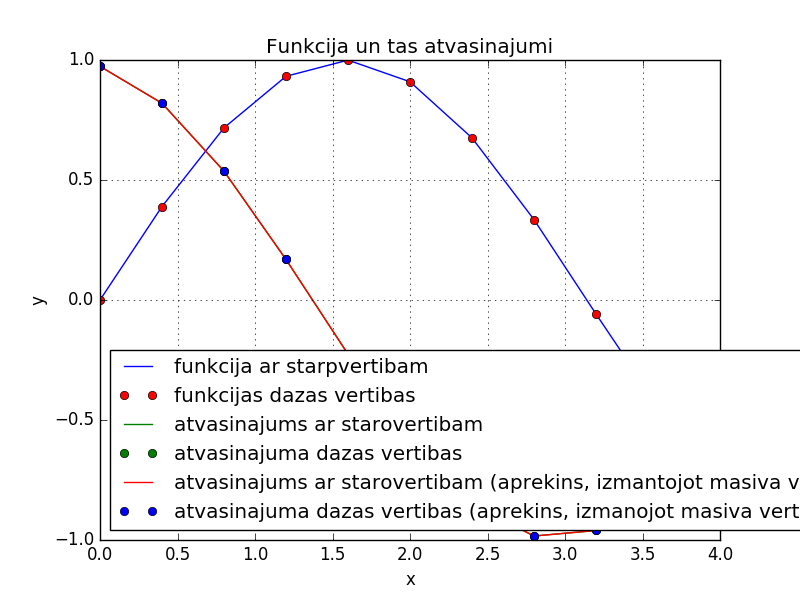 Funkcija un tas atvasinajumi
1.0
0.5
0.0
−0.5
−1.0
y
funkcija ar starpvertibam
funkcijas dazas vertibas
atvasinajums ar starovertibam
atvasinajuma dazas vertibas
atvasinajums ar starovertibam (aprekins, izmantojot masiva v
atvasinajuma dazas vertibas (aprekins, izmanojot masiva vert
0.0 0.5 1.0 1.5 2.0 2.5 3.0 3.5 4.0
x